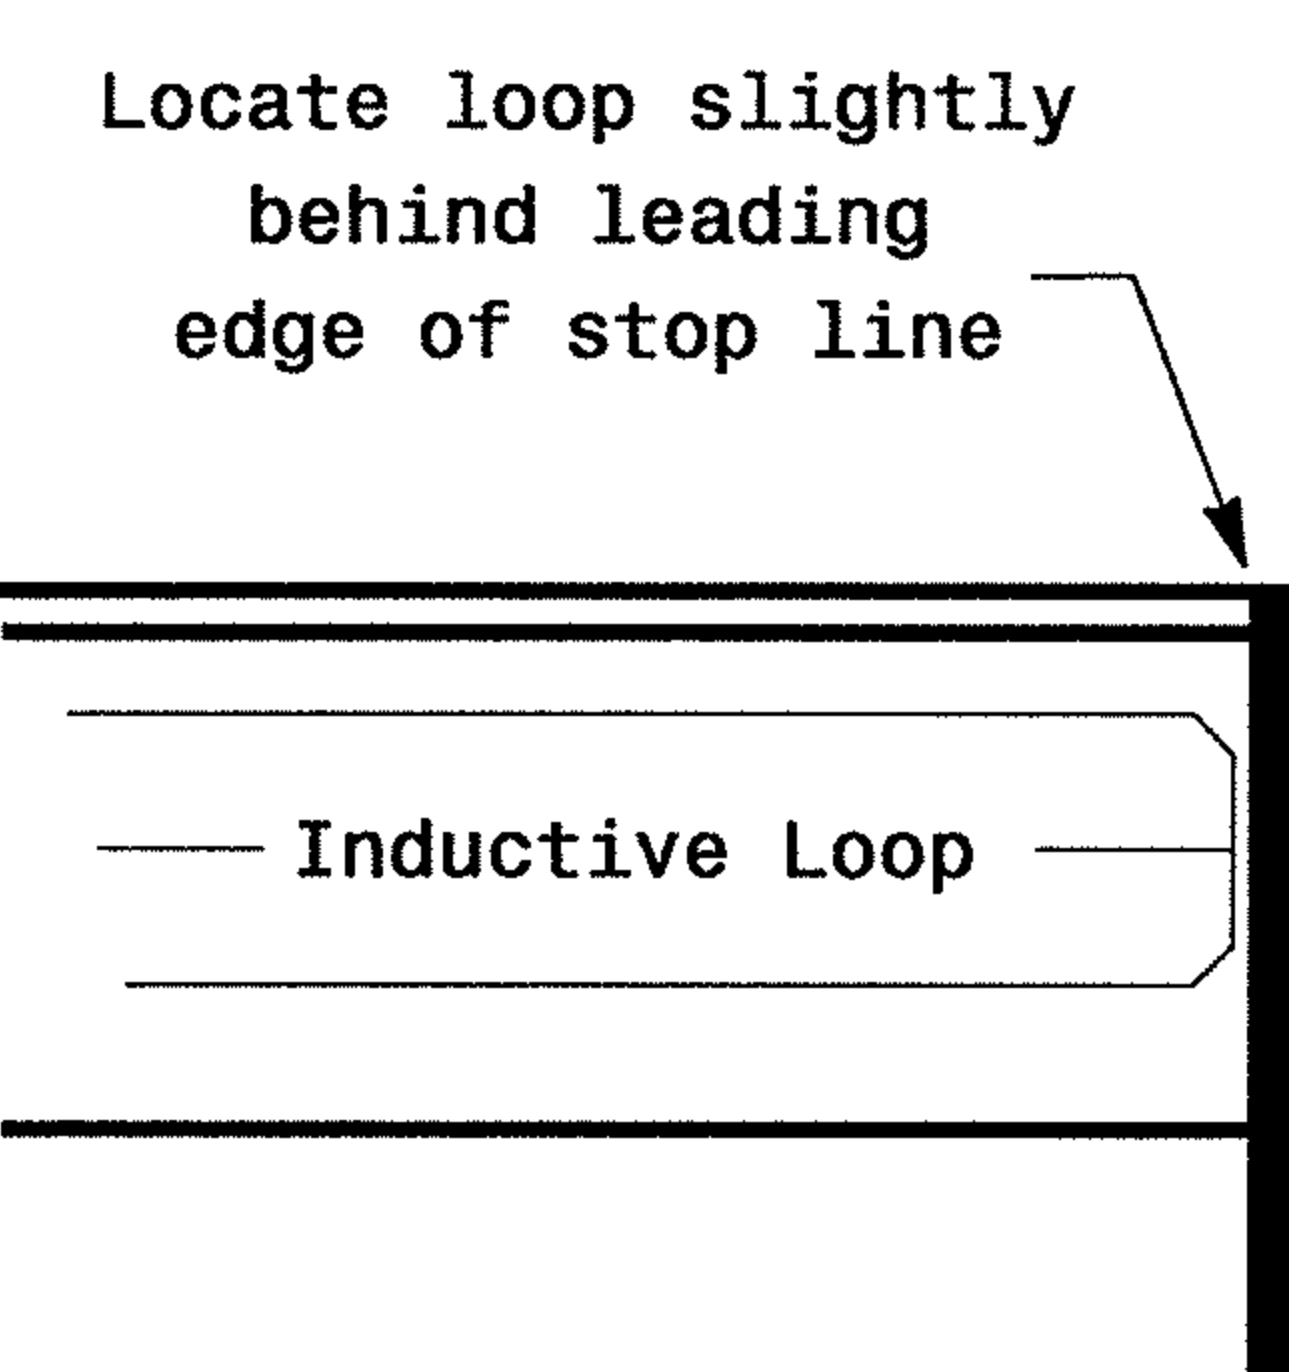 Locate loop slightly
behind leading
edge of stop line
Inductive Loop